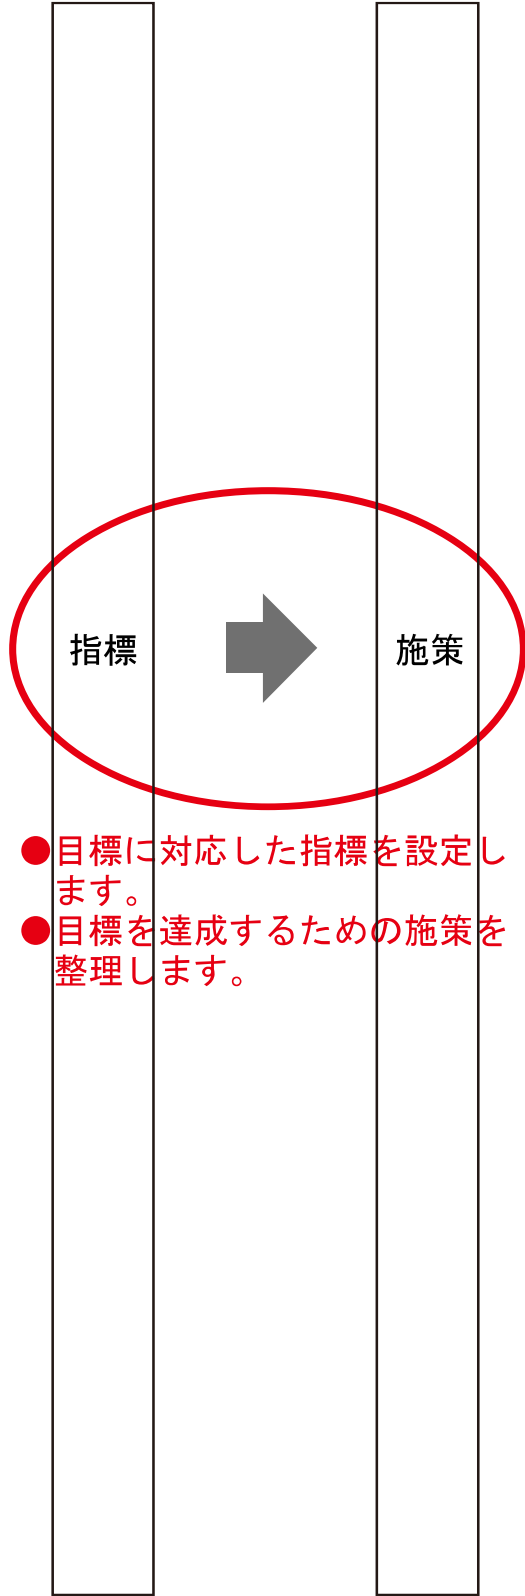 指標
施策
●目標に対応した指標を設定し
ます。
●目標を達成するための施策を
整理します。